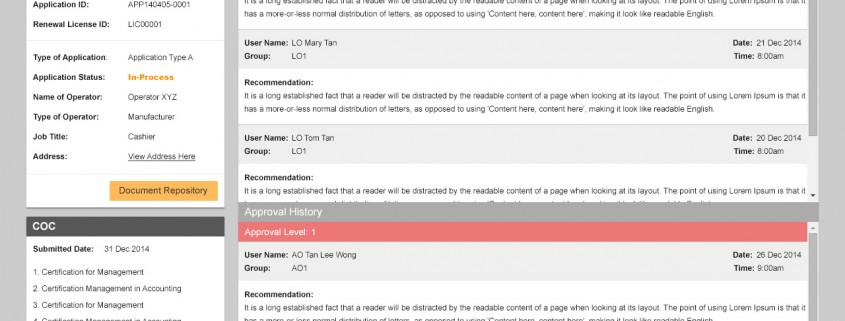 Application ID: APP140405-0001
Renewal License ID: LIC00001
Type of Application: Application Type A
Application Status: In-Process
Name of Operator: Operator XYZ
Type of Operator: Manufacturer
Job Title: Cashier
Address: View Address Here
Document Repository
COC
Submitted Date: 31 Dec 2014
1. Certification for Management
2. Certification Management in Accounting
3. Certification for Management
4. Certification Management in Accounting
It is a long established fact that a reader will be distracted by the readable content of a page when looking at its layout. The point of using Lorem Ipsum is that it
has a more-or-less normal distribution of letters, as opposed to using 'Content here, content here', making it look like readable English.
User Name: LO Mary Tan Date: 21 Dec 2014
Group: LO1 Time: 8:00am
Recommendation:
It is a long established fact that a reader will be distracted by the readable content of a page when looking at its layout. The point of using Lorem Ipsum is that it
has a more-or-less normal distribution of letters, as opposed to using 'Content here, content here', making it look like readable English.
User Name: LO Tom Tan Date: 20 Dec 2014
Group: LO1 Time: 8:00am
Recommendation:
It is a long established fact that a reader will be distracted by the readable content of a page when looking at its layout. The point of using Lorem Ipsum is that it
Approval History
Approval Level: 1
User Name: AO Tan Lee Wong Date: 26 Dec 2014
Group: AO1 Time: 9:00am
Recommendation:
It is a long established fact that a reader will be distracted by the readable content of a page when looking at its layout. The point of using Lorem Ipsum is that it
has a more-or-less normal distribution of letters, as opposed to using 'Content here, content here', making it look like readable English.